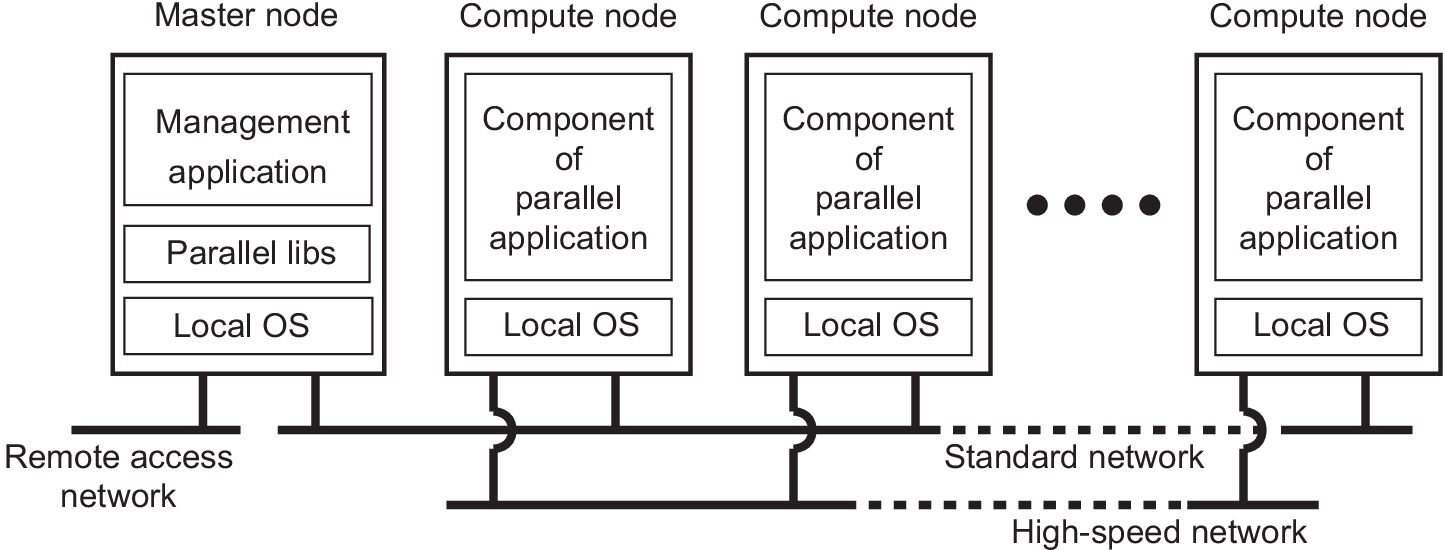 Master node
Compute node
Compute node
Compute node
Management
application
Parallel libs
Local OS
Component
of
parallel
application
Local OS
Component
of
parallel
application
Local OS
Component
of
parallel
application
Local OS
Remote access
network
Standard network
High-speed network